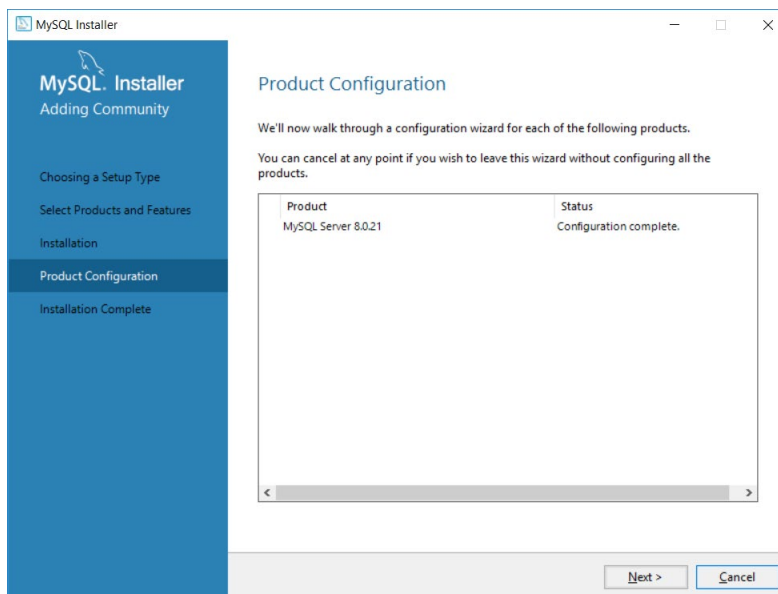 MySQL Installer
MySQL. Installer
Adding Community
Choosing a Setup Type
Select Products and Features
Installation
Product Configuration
Installation Complete
Product Configuration
We'll now walk through a configuration wizard for each of the following products.
You can cancel at any point if you wish to leave this wizard without configuring all the
products.
Product Status
MySQL Server 8.0.21 Configuration complete.
Next > Cancel